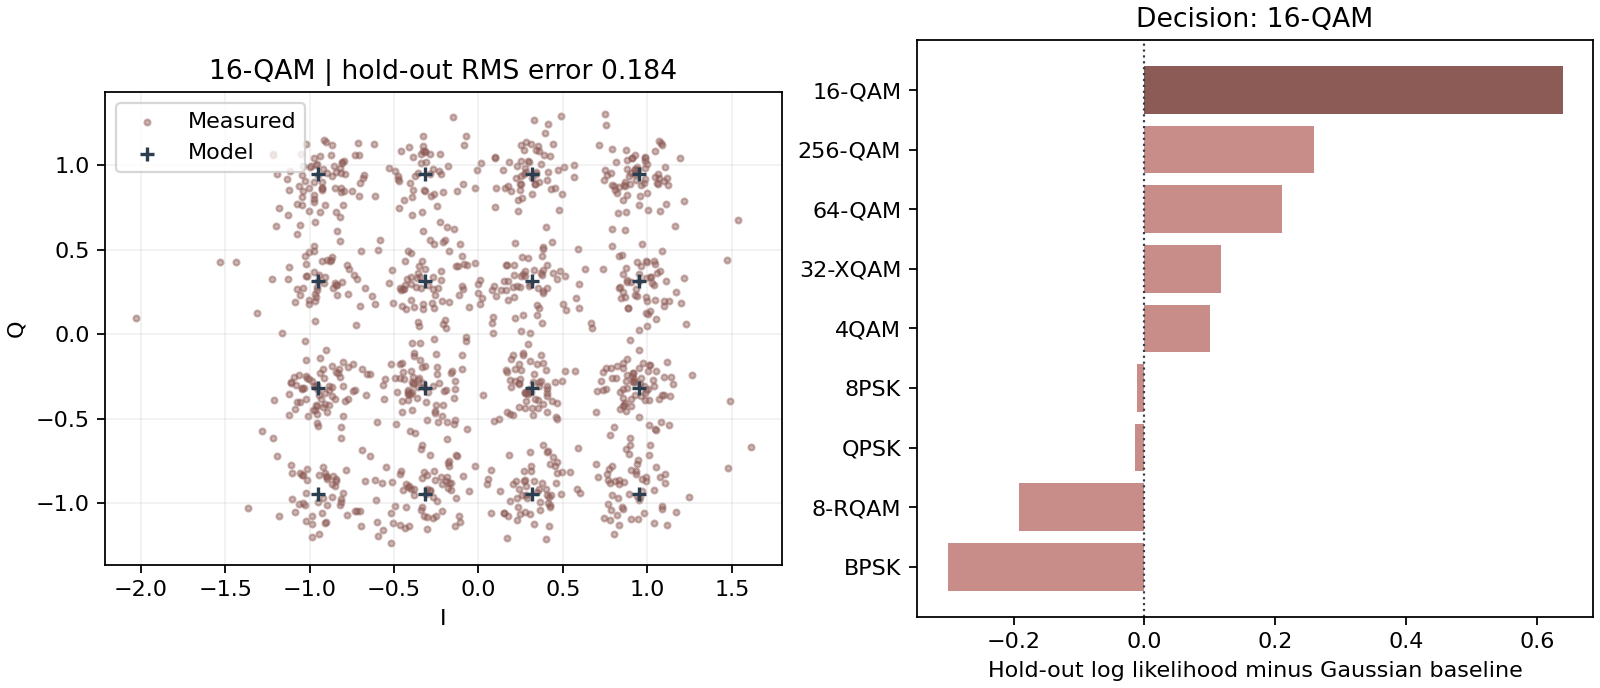 16-QAM | hold-out RMS error 0.184
Measured
Model
1.0
0.5
0.0
−0.5
−1.0
Q
−2.0
−1.5
−1.0
−0.5
0.0
0.5
1.0
1.5
I
Decision: 16-QAM
16-QAM
256-QAM
64-QAM
32-XQAM
4QAM
8PSK
QPSK
8-RQAM
BPSK
−0.2
0.0
0.2
0.4
0.6
Hold-out log likelihood minus Gaussian baseline